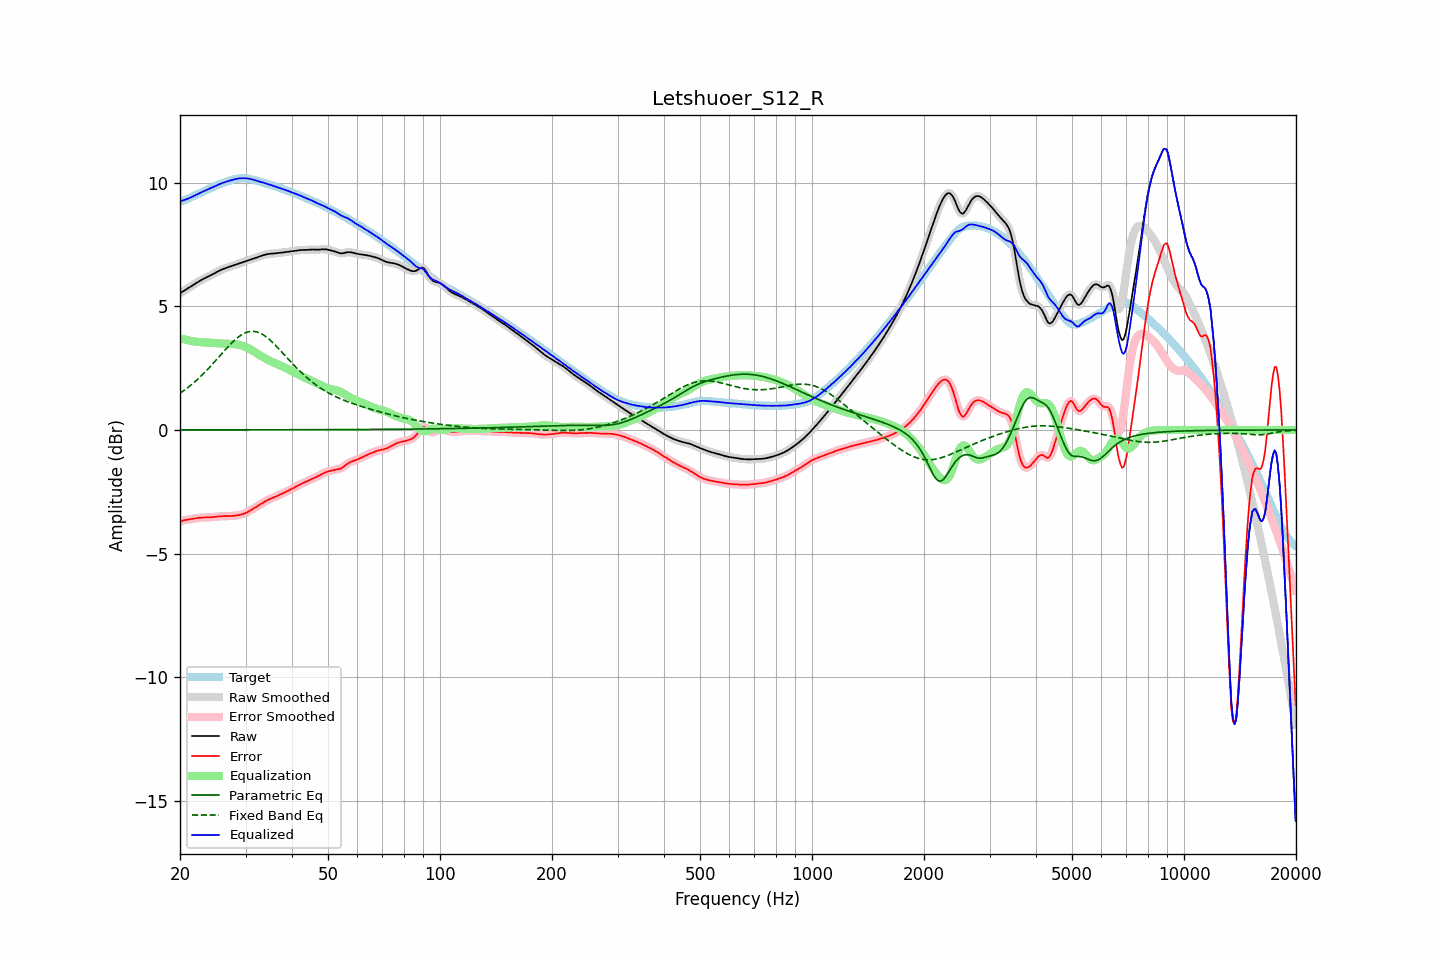 Letshuoer_S12_R
Amplitude (dBr)
10
5
0
−5
−10
−15
Target
Raw Smoothed
Error Smoothed
Raw
Error
Equalization
Parametric Eq
Fixed Band Eq
Equalized
20 50 100 200 500 1000 2000 5000 10000 20000
Frequency (Hz)